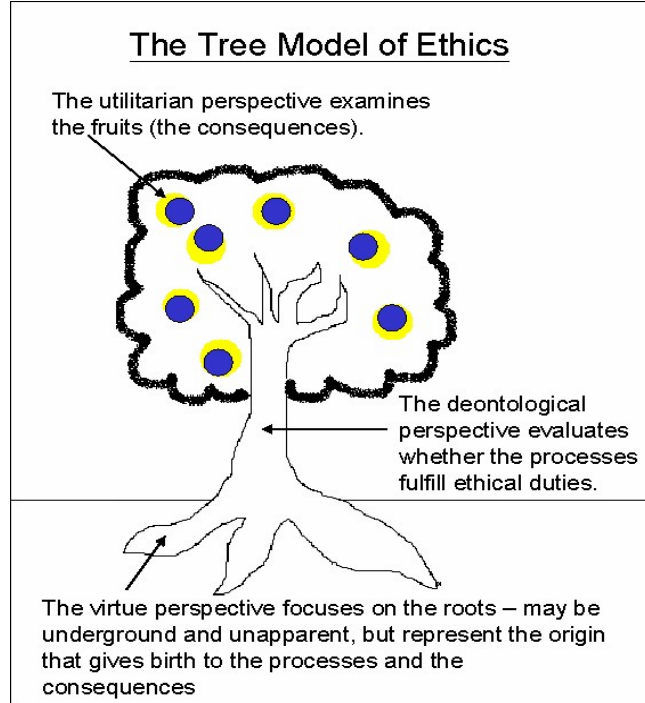 The Tree Model of Ethics
The utilitarian perspective examines
the fruits (the consequences).
The deontological
perspective evaluates
whether the processes
fulfill ethical duties.
The virtue perspective focuses on the roots – may be
underground and unapparent, but represent the origin
that gives birth to the processes and the
consequences